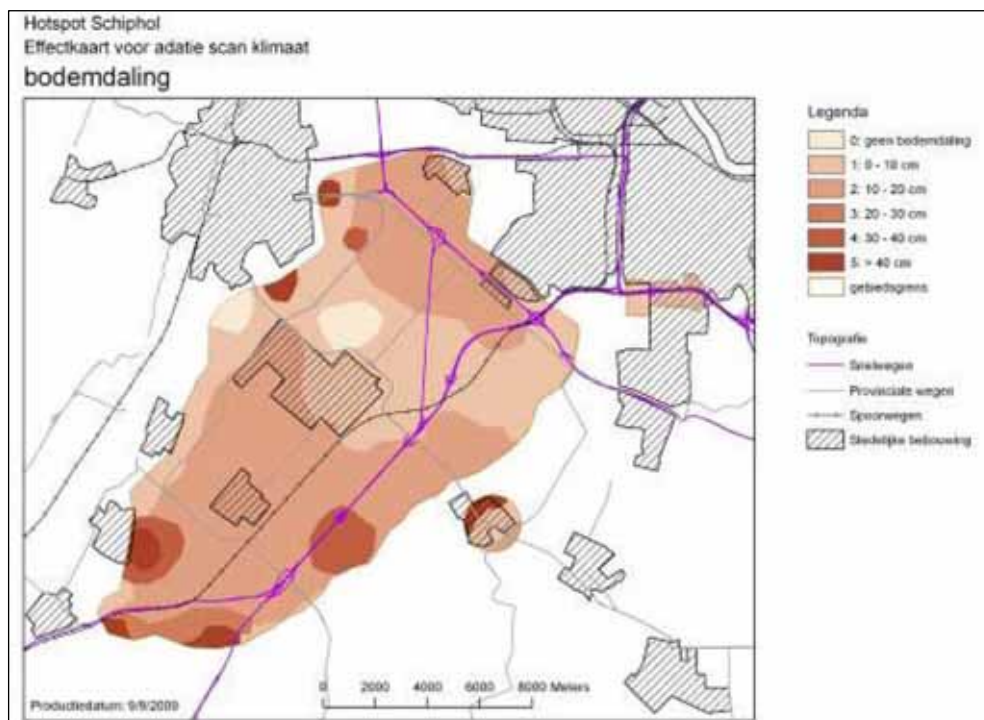 Hotspot Schiphol
Effectkaart voor adatie scan klimaat
bodemdaling
Legenda
0: geen bodemdaling
1: 0 - 10 cm
2: 10 - 20 cm
3: 20 - 30 cm
4: 30 - 40 cm
5: > 40 cm
gebiedsgrens
Topografie
Snelwegen
Provinciale wegen
Spoorwegen
Stedelijke bebouwing
0 2000 4000 6000 8000 Meters
Productiedatum: 9/9/2009